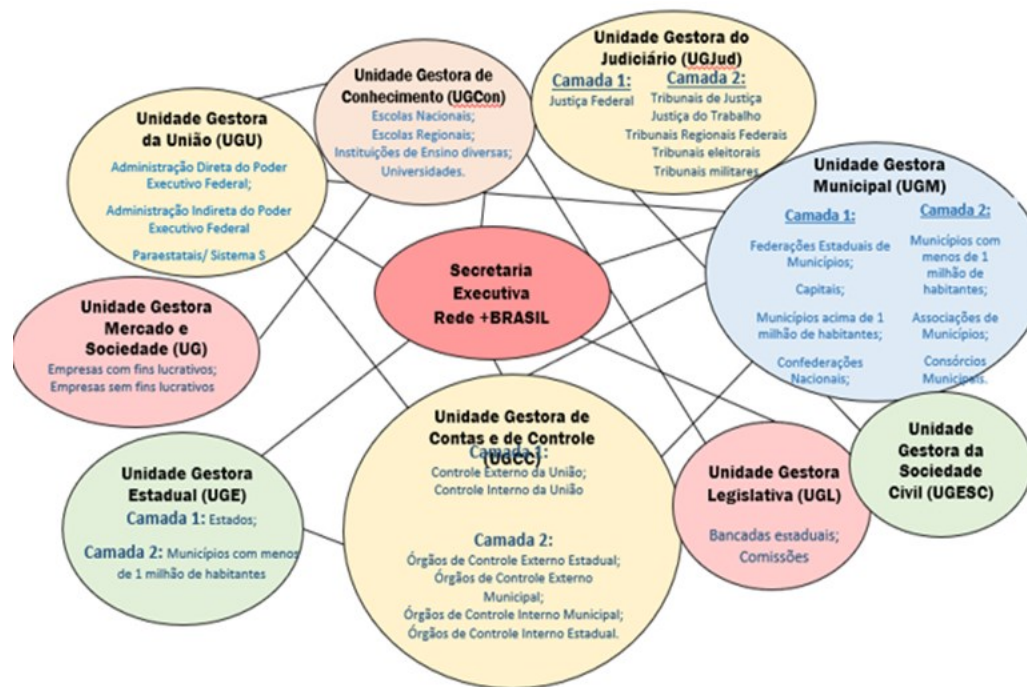 Unidade Gestora da União (UGU)
Administração Direta do Poder
Executivo Federal;
Administração Indireta do Poder
Executivo Federal
Paraestatais/ Sistema S
Unidade Gestora de
Conhecimento (UGCon)
Escolas Nacionais;
Escolas Regionais;
Instituições de Ensino diversas;
Universidades.
Unidade Gestora do
Judiciário (UGJud)
Camada 1:
Justiça Federal
Camada 2:
Tribunais de Justiça
Justiça do Trabalho
Tribunais Regionais Federais
Tribunais eleitorais
Tribunais militares
Unidade Gestora
Municipal (UGM)
Camada 1:
Federações Estaduais de
Municípios;
Capitais;
Municípios acima de 1
milhão de habitantes;
Confederações
Nacionais;
Camada 2:
Municípios com
menos de 1
milhão de
habitantes;
Associações de
Municípios;
Consórcios
Municipais.
Secretaria
Executiva
Rede +BRASIL
Unidade Gestora
Mercado e
Sociedade (UG)
Empresas com fins lucrativos;
Empresas sem fins lucrativos
Unidade Gestora
Estadual (UGE)
Camada 1: Estados;
Camada 2: Municípios com menos
de 1 milhão de habitantes
Unidade Gestora de
Contas e de Controle
(UGCC)
Camada 1:
Controle Externo da União;
Controle Interno da União
Camada 2:
Órgãos de Controle Externo Estadual;
Órgãos de Controle Externo
Municipal;
Órgãos de Controle Interno Municipal;
Órgãos de Controle Interno Estadual.
Unidade Gestora
Legislativa (UGL)
Bancadas estaduais;
Comissões
Unidade
Gestora da
Sociedade
Civil (UGESC)